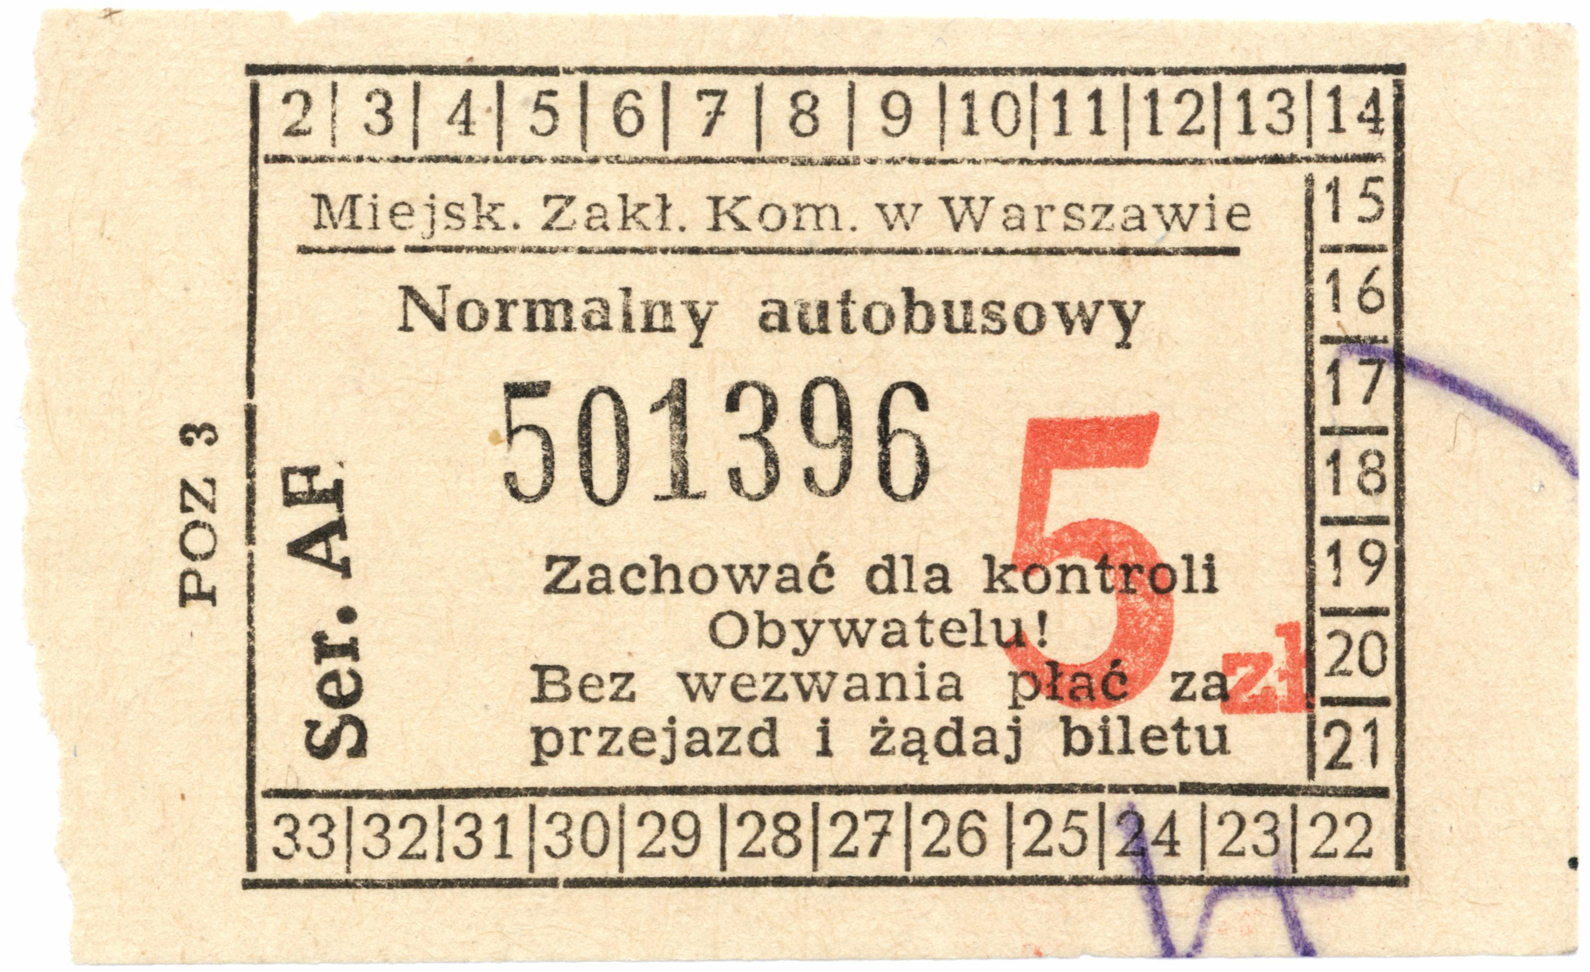 2 3 4 5 6 7 8 9 10 11 12 13 14
15
16
17
18
19
20
21
22
23
24
25
26
27
28
29
30
31
32
33
Miejsk. Zakł. Kom. w Warszawie
Normalny autobusowy
501396
5 zł
Zachować dla kontroli
Obywatelu!
Bez wezwania płać za
przejazd i żądaj biletu
Ser. AF.
POZ 3